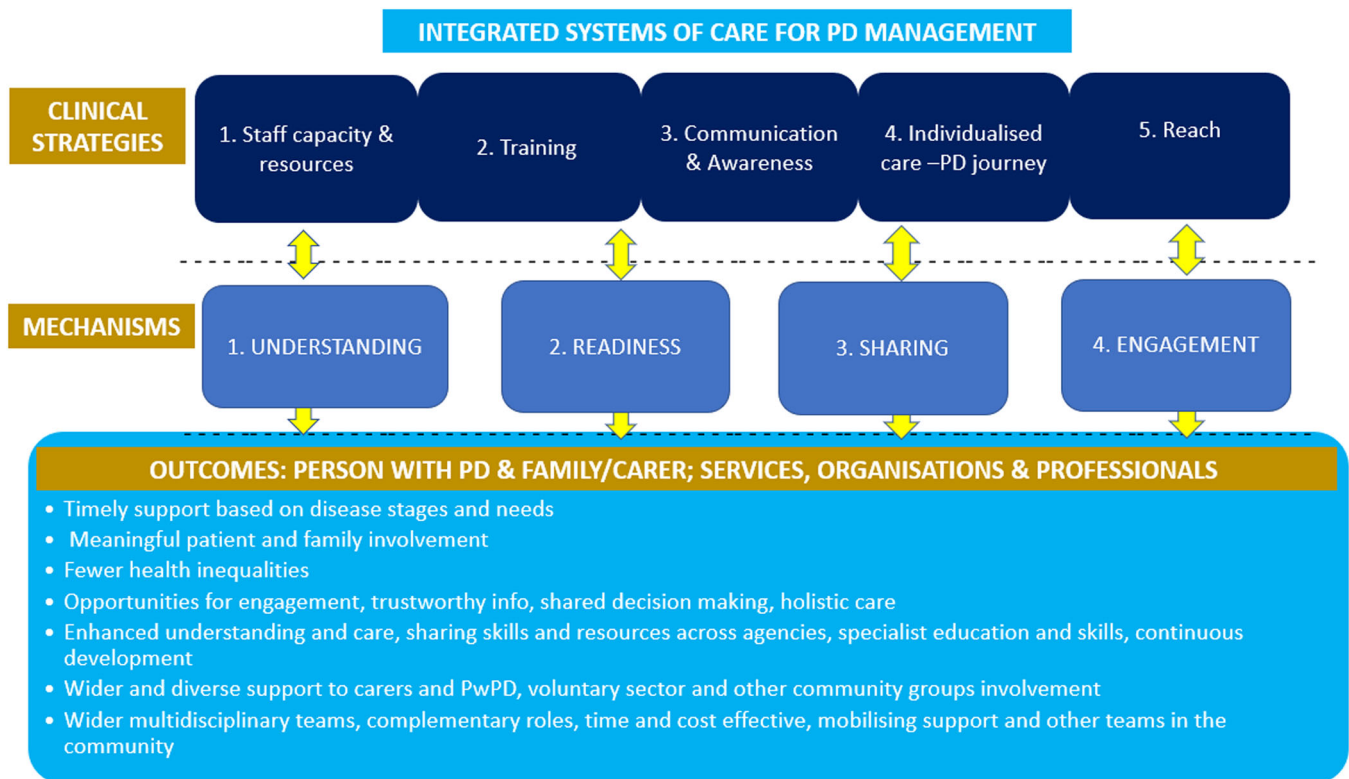 INTEGRATED SYSTEMS OF CARE FOR PD MANAGEMENT
CLINICAL
STRATEGIES
1. Staff capacity &
resources
2. Training
3. Communication
& Awareness
4. Individualised
care –PD journey
5. Reach
MECHANISMS
1. UNDERSTANDING
2. READINESS
3. SHARING
4. ENGAGEMENT
OUTCOMES: PERSON WITH PD & FAMILY/CARER; SERVICES, ORGANISATIONS & PROFESSIONALS
• Timely support based on disease stages and needs
• Meaningful patient and family involvement
• Fewer health inequalities
• Opportunities for engagement, trustworthy info, shared decision making, holistic care
• Enhanced understanding and care, sharing skills and resources across agencies, specialist education and skills, continuous
development
• Wider and diverse support to carers and PwPD, voluntary sector and other community groups involvement
• Wider multidisciplinary teams, complementary roles, time and cost effective, mobilising support and other teams in the
community